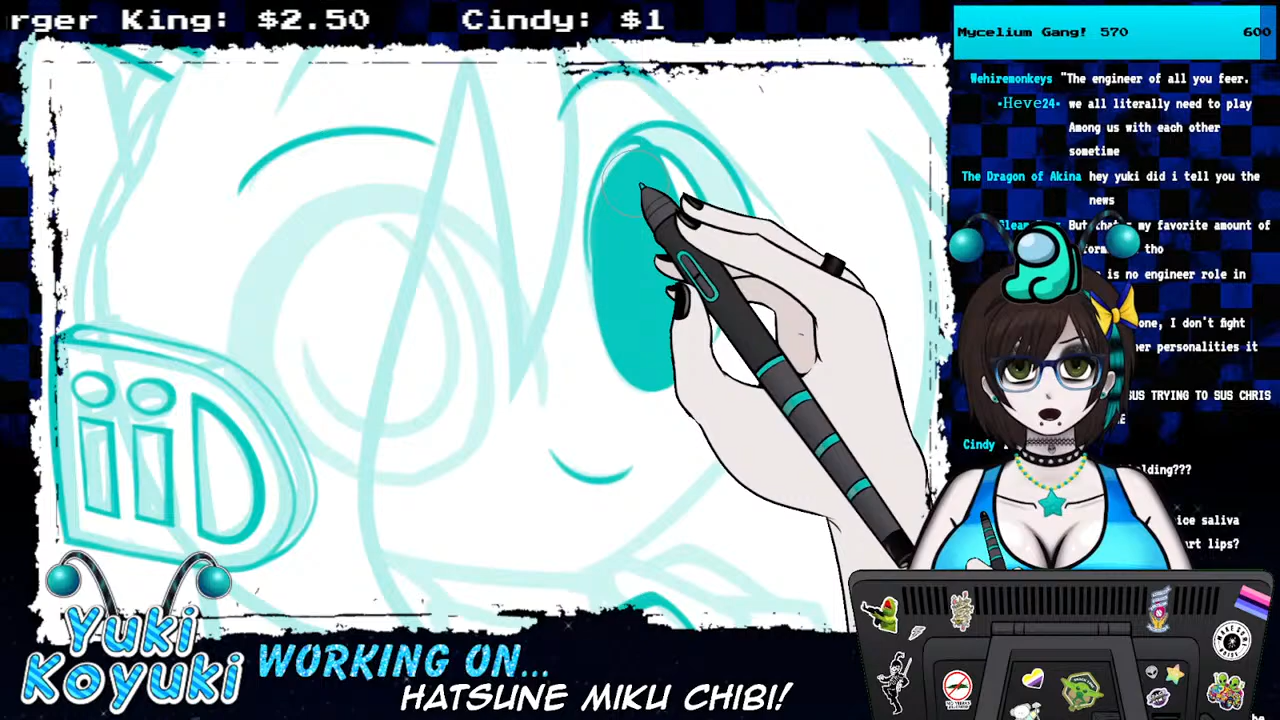 rger King: $2.50 Cindy: $1
Mycelium Gang! 570 600
Wehiremonkeys "The engineer of all you feer.
•Heve24• we all literally need to play
Among us with each other
sometime
The Dragon of Akina hey yuki did i tell you the
news
But my favorite amount of
tho
is no engineer role in
one, I don't fight
personalities it
SUS TRYING TO SUS CHRIS
Cindy
lding???
ice saliva
rt lips?
iiD
Yuki
Koyuki
WORKING ON...
HATSUNE MIKU CHIBI!